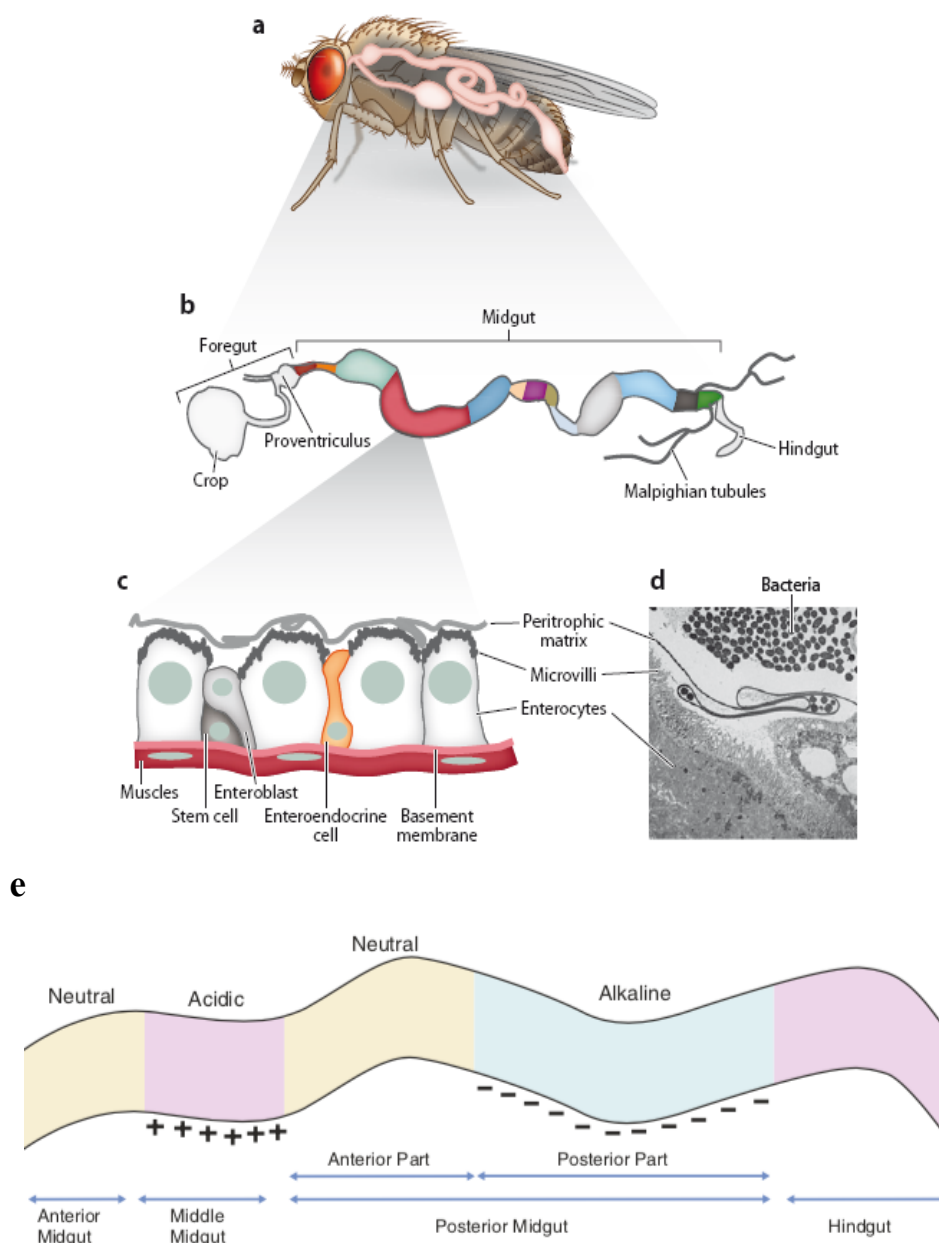 a
b
Midgut
Foregut
Proventriculus
Crop
Hindgut
Malpighian tubules
c
d
Bacteria
Peritrophic
matrix
Microvilli
Enterocytes
Muscles
Stem cell
Enteroblast
Enteroendocrine
cell
Basement
membrane
e
Neutral
Neutral
Acidic
Alkaline
+ + + + + +
- - - - - - - - - - -
Anterior Part
Posterior Part
Anterior
Midgut
Middle
Midgut
Posterior Midgut
Hindgut